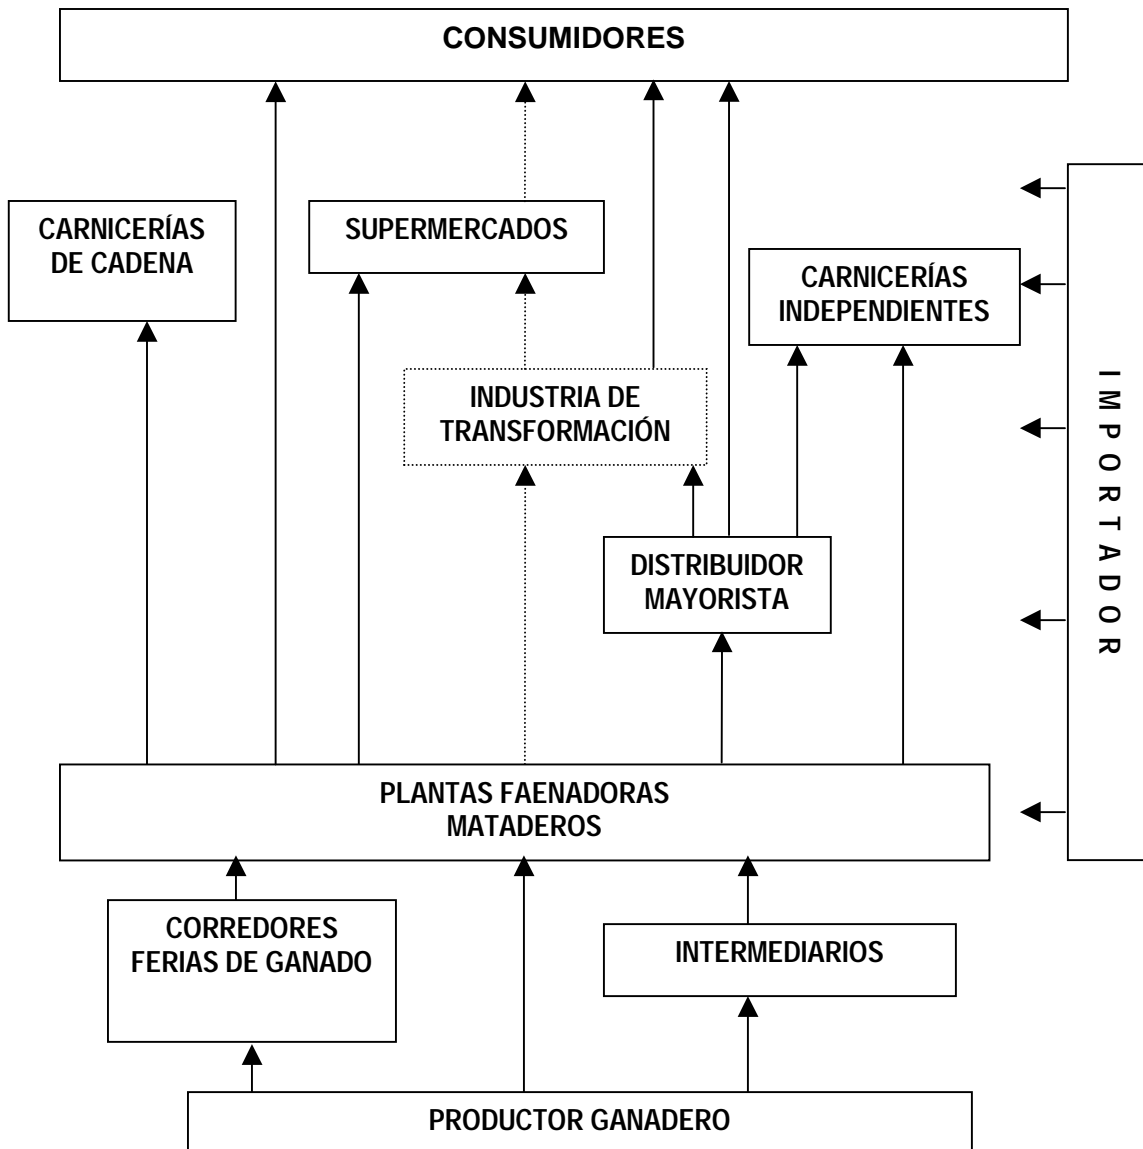 CONSUMIDORES
CARNICERÍAS
DE CADENA
SUPERMERCADOS
CARNICERÍAS
INDEPENDIENTES
INDUSTRIA DE
TRANSFORMACIÓN
DISTRIBUIDOR
MAYORISTA
IMPORTADOR
PLANTAS FAENADORAS
MATADEROS
CORREDORES
FERIAS DE GANADO
INTERMEDIARIOS
PRODUCTOR GANADERO